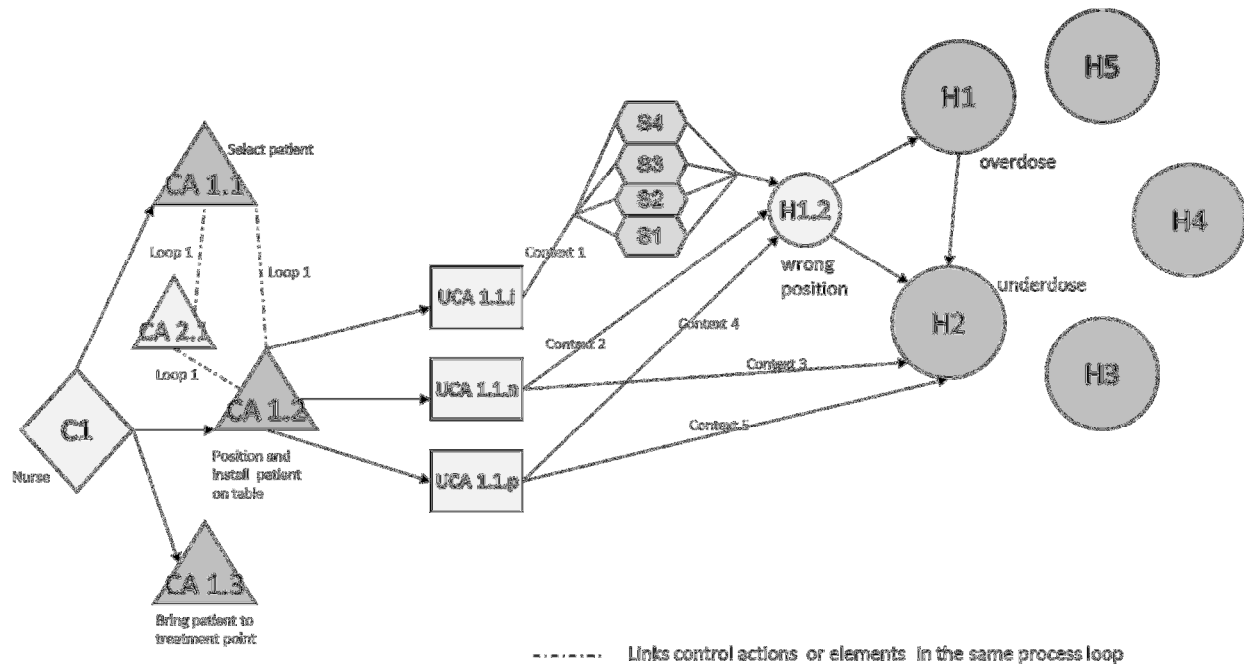 H5
H1
S4
Select patient
S3
overdose
CA 1.1
S2
H1.2
H4
S1
Loop 1
Context 1
Loop 1
wrong
position
UCA 1.1.i
underdose
CA 2.1
H2
Context 4
Context 2
Loop 1
Context 3
H3
UCA 1.1.n
CA 1.2
C1
Context 5
Position and
install patient
on table
Nurse
UCA 1.1.p
CA 1.3
Bring patient to
treatment point
Links control actions or elements in the same process loop